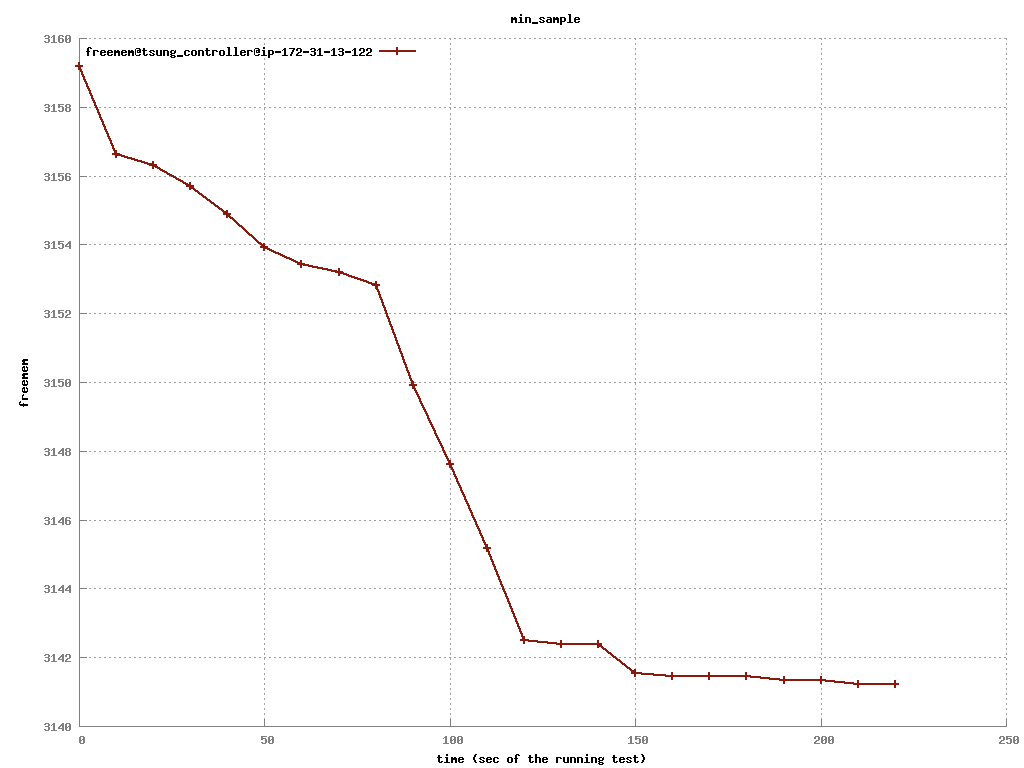 min_sample
freemem@tsung_controller@ip-172-31-13-122
3160
3158
3156
3154
3152
3150
3148
3146
3144
3142
3140
freemem
0 50 100 150 200 250
time (sec of the running test)